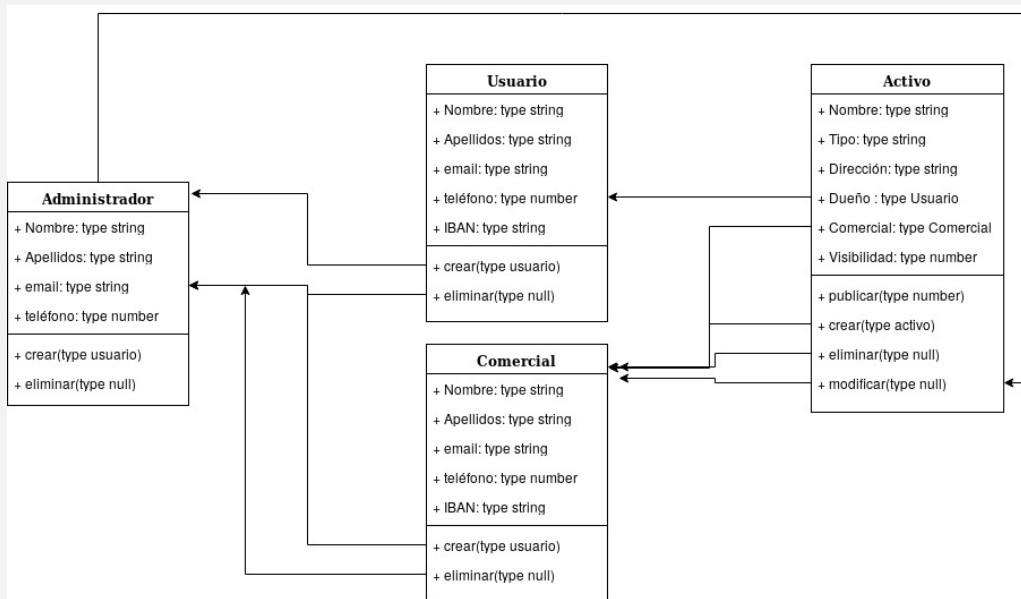 Usuario
+ Nombre: type string
+ Apellidos: type string
+ email: type string
+ teléfono: type number
+ IBAN: type string
+ crear(type usuario)
+ eliminar(type null)
Activo
+ Nombre: type string
+ Tipo: type string
+ Dirección: type string
+ Dueño : type Usuario
+ Comercial: type Comercial
+ Visibilidad: type number
+ publicar(type number)
+ crear(type activo)
+ eliminar(type null)
+ modificar(type null)
Administrador
+ Nombre: type string
+ Apellidos: type string
+ email: type string
+ teléfono: type number
+ crear(type usuario)
+ eliminar(type null)
Comercial
+ Nombre: type string
+ Apellidos: type string
+ email: type string
+ teléfono: type number
+ IBAN: type string
+ crear(type usuario)
+ eliminar(type null)